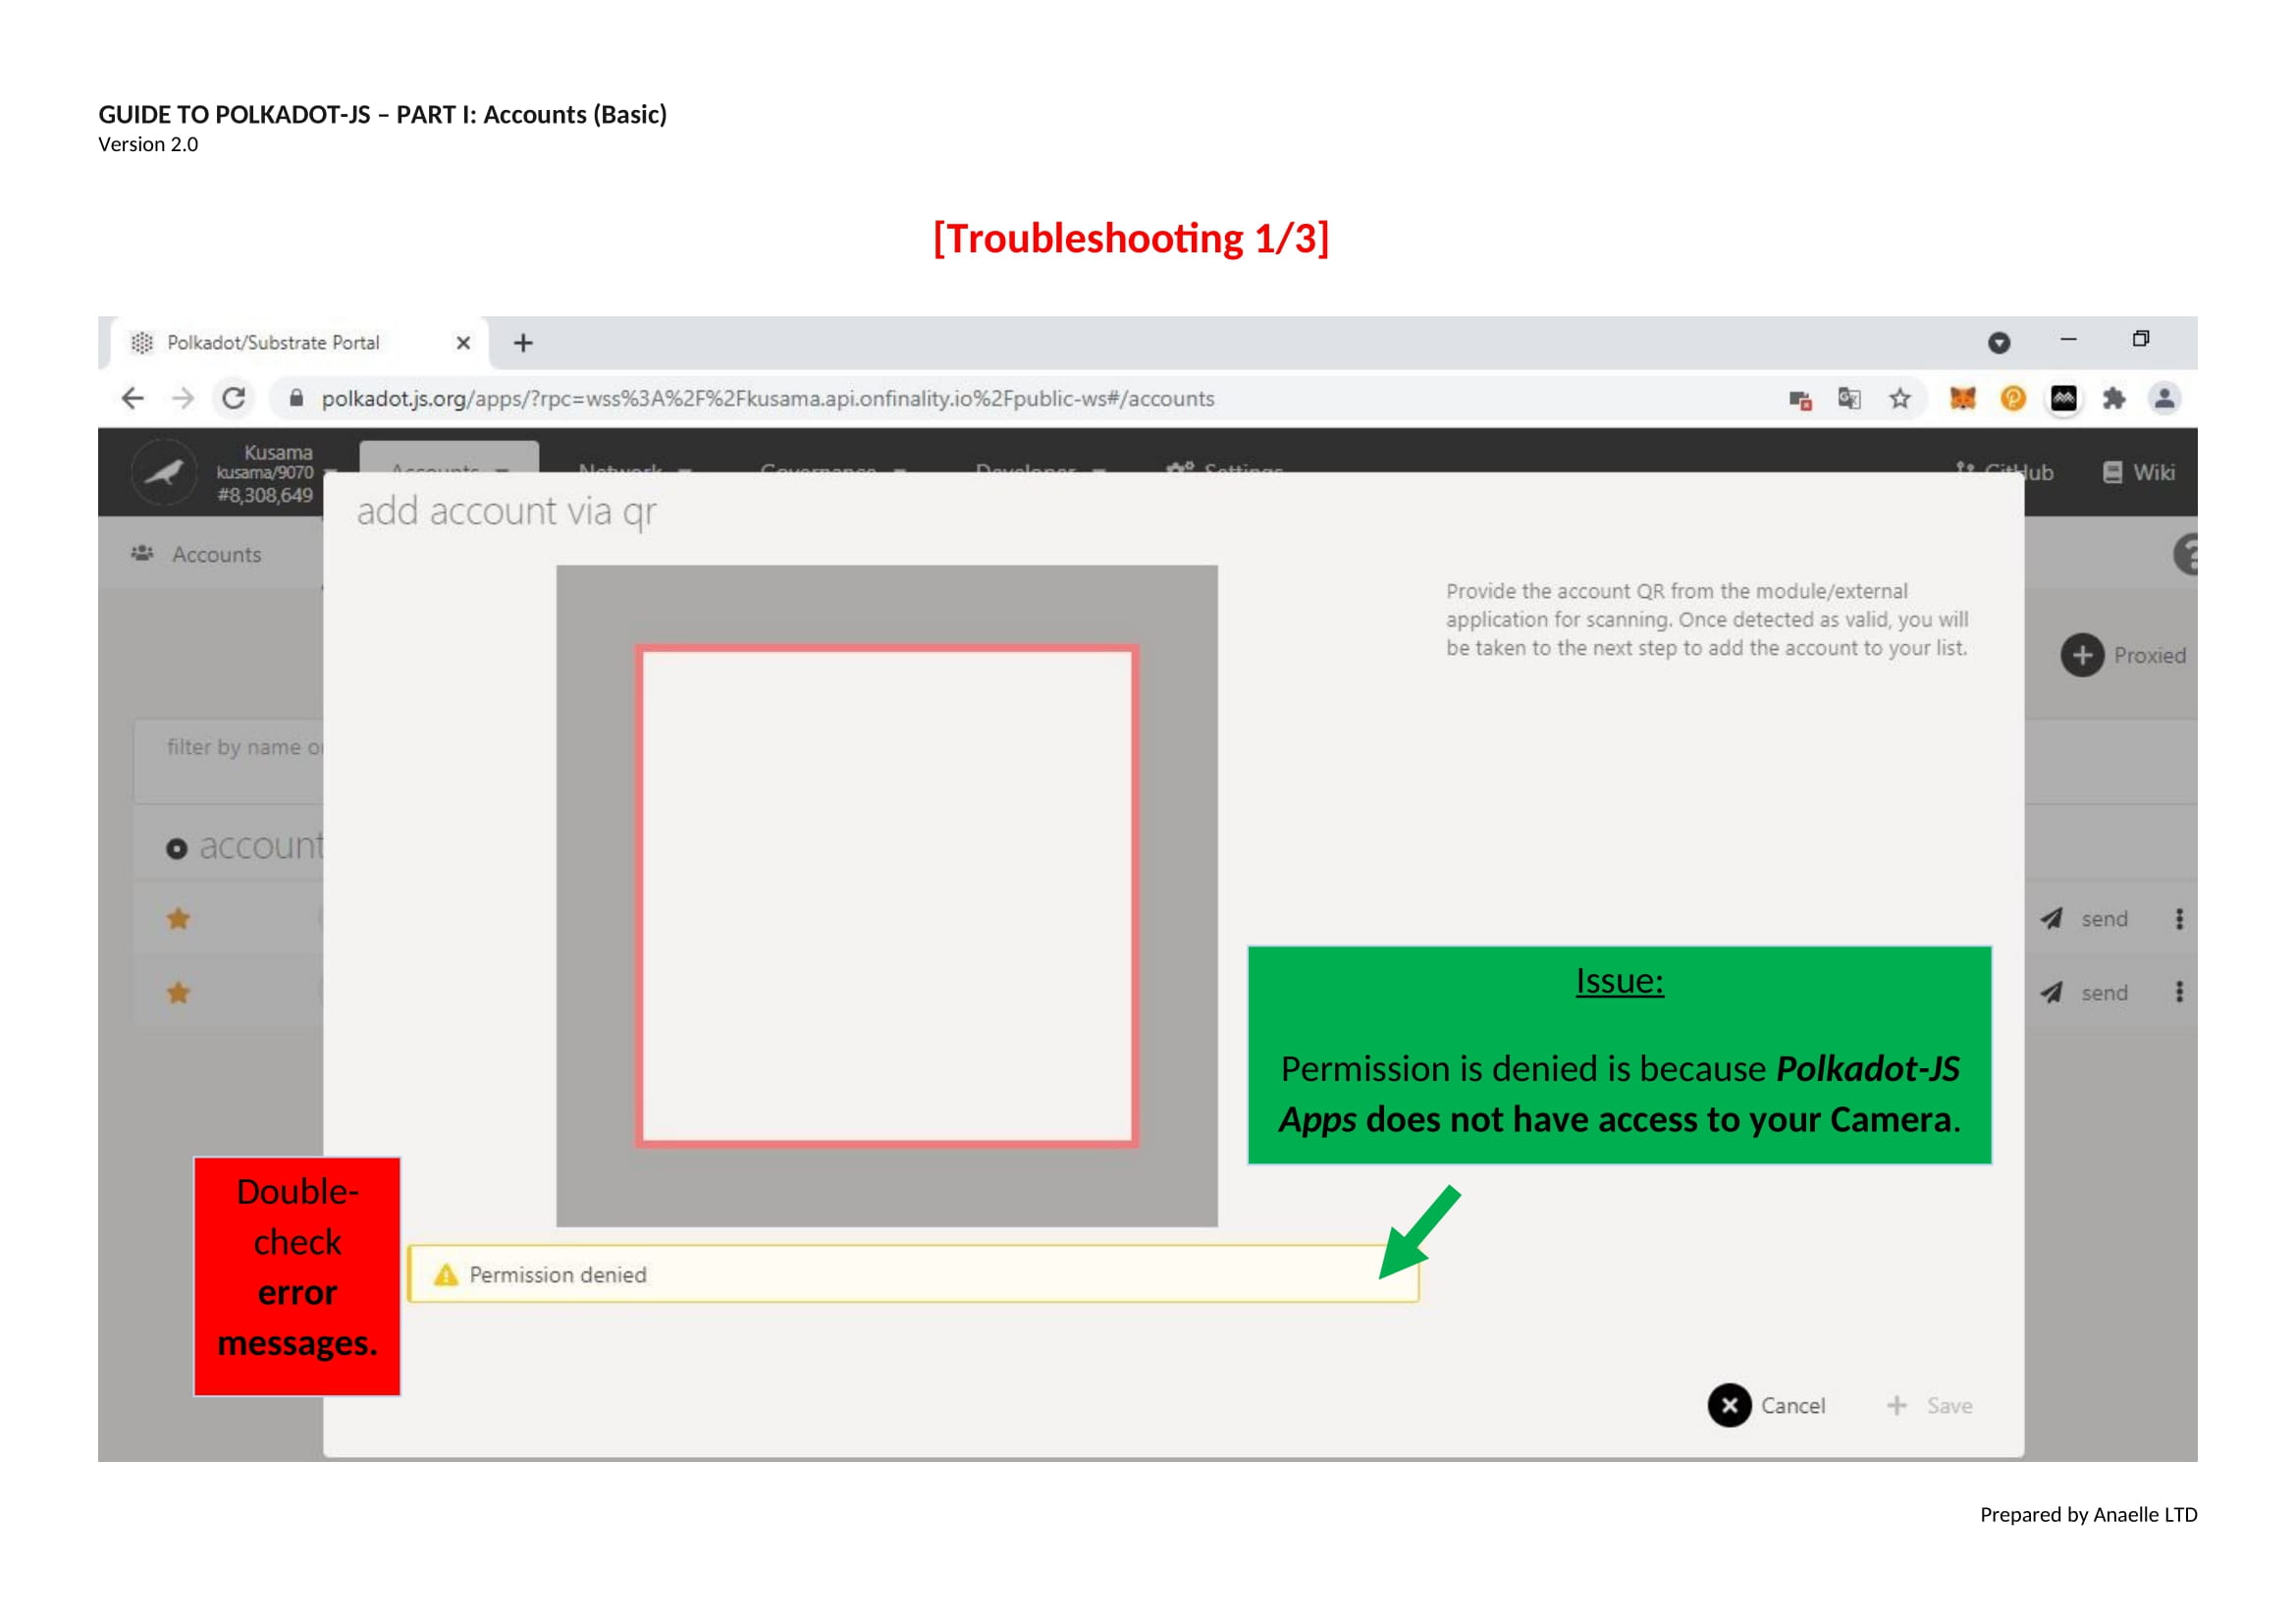 GUIDE TO POLKADOT-JS – PART I: Accounts (Basic)
Version 2.0
[Troubleshooting 1/3]
Polkadot/Substrate Portal
polkadot.js.org/apps/?rpc=wss%3A%2F%2Fkusama.api.onfinality.io%2Fpublic-ws#/accounts
Kusama
kusama/9070
#8,308,649
Accounts Network Governance Developer Settings GitHub Wiki
add account via qr
Accounts
Provide the account QR from the module/external
application for scanning. Once detected as valid, you will
be taken to the next step to add the account to your list.
Proxied
filter by name
account
send
send
Issue:
Permission is denied is because Polkadot-JS
Apps does not have access to your Camera.
Double-
check
error
messages.
Permission denied
Cancel
Save
Prepared by Anaelle LTD